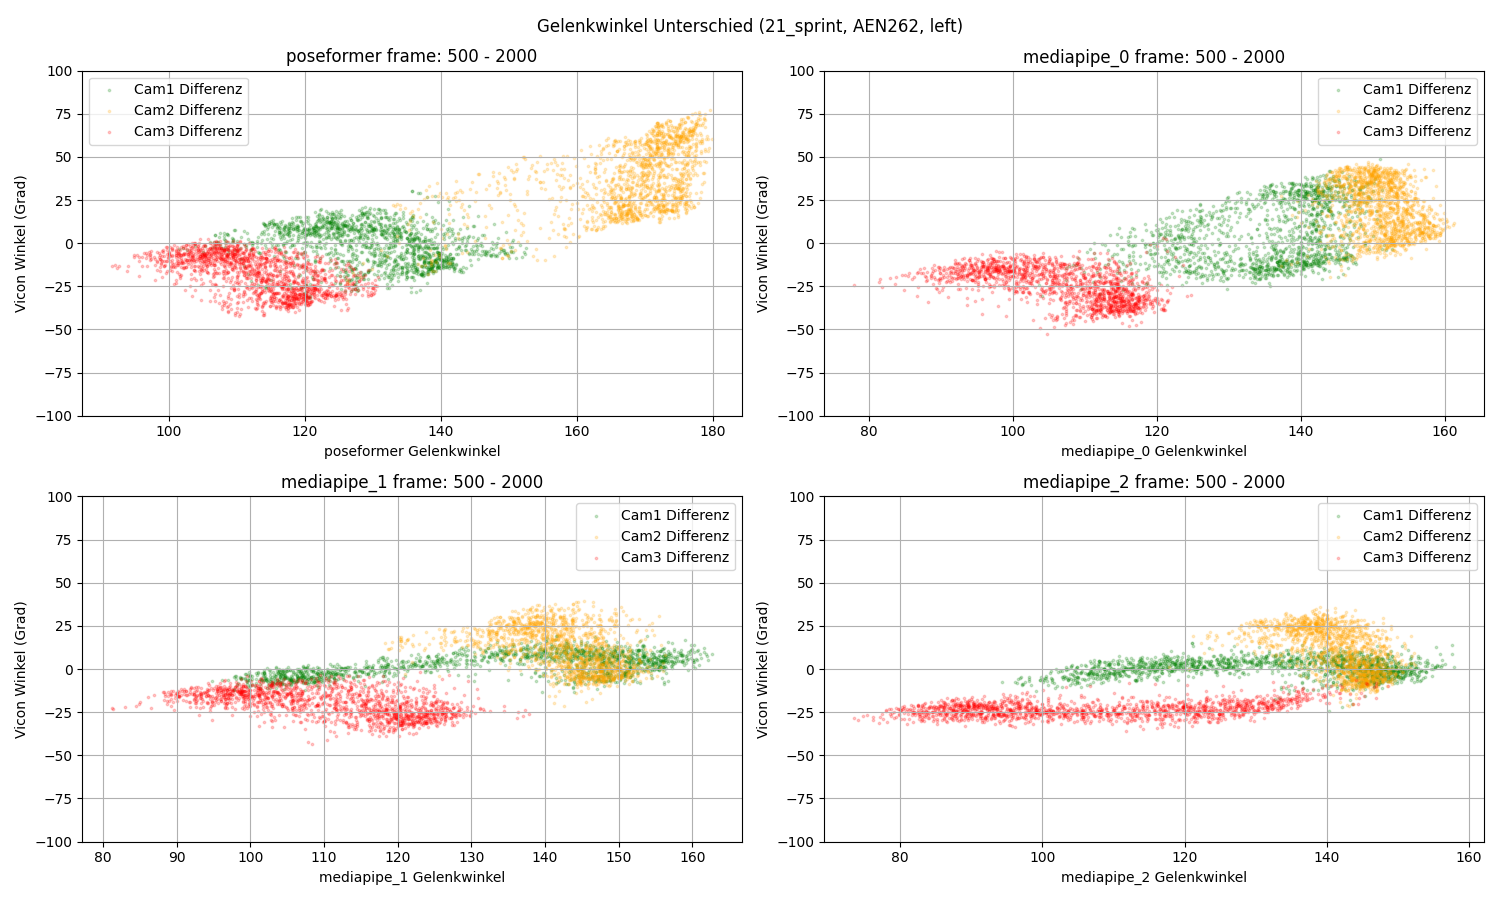 Gelenkwinkel Unterschied (21_sprint, AEN262, left)
poseformer frame: 500 - 2000
100
75
50
25
0
−25
−50
−75
−100
Vicon Winkel (Grad)
Cam1 Differenz
Cam2 Differenz
Cam3 Differenz
100 120 140 160 180
poseformer Gelenkwinkel
mediapipe_0 frame: 500 - 2000
100
75
50
25
0
−25
−50
−75
−100
Vicon Winkel (Grad)
Cam1 Differenz
Cam2 Differenz
Cam3 Differenz
80 100 120 140 160
mediapipe_0 Gelenkwinkel
mediapipe_1 frame: 500 - 2000
100
75
50
25
0
−25
−50
−75
−100
Vicon Winkel (Grad)
Cam1 Differenz
Cam2 Differenz
Cam3 Differenz
80 90 100 110 120 130 140 150 160
mediapipe_1 Gelenkwinkel
mediapipe_2 frame: 500 - 2000
100
75
50
25
0
−25
−50
−75
−100
Vicon Winkel (Grad)
Cam1 Differenz
Cam2 Differenz
Cam3 Differenz
80 100 120 140 160
mediapipe_2 Gelenkwinkel